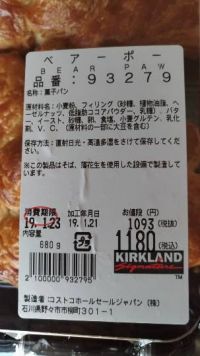 ベアーポー
BEAR PAW
品番：93279
名称：菓子パン
原材料名：小麦粉、フィリング（砂糖、植物油脂、ヘーゼルナッツ、低脂肪ココアパウダー、乳糖）、バター、イースト、砂糖、卵、食塩、小麦グルテン、乳化剤、V.C、（原材料の一部に大豆を含む）
保存方法：直射日光・高温多湿をさけて保存してください。
※この製品はそば、落花生を使用した設備で製造しています。
消費期限 加工年月日 お値段（円）
19.1.23 19.1.21 1093（税抜）
内容量 1180（税込）
680g
KIRKLAND
Signature
2100000932795
製造者 コストコホールセールジャパン（株）
石川県野々市市柳町301-1